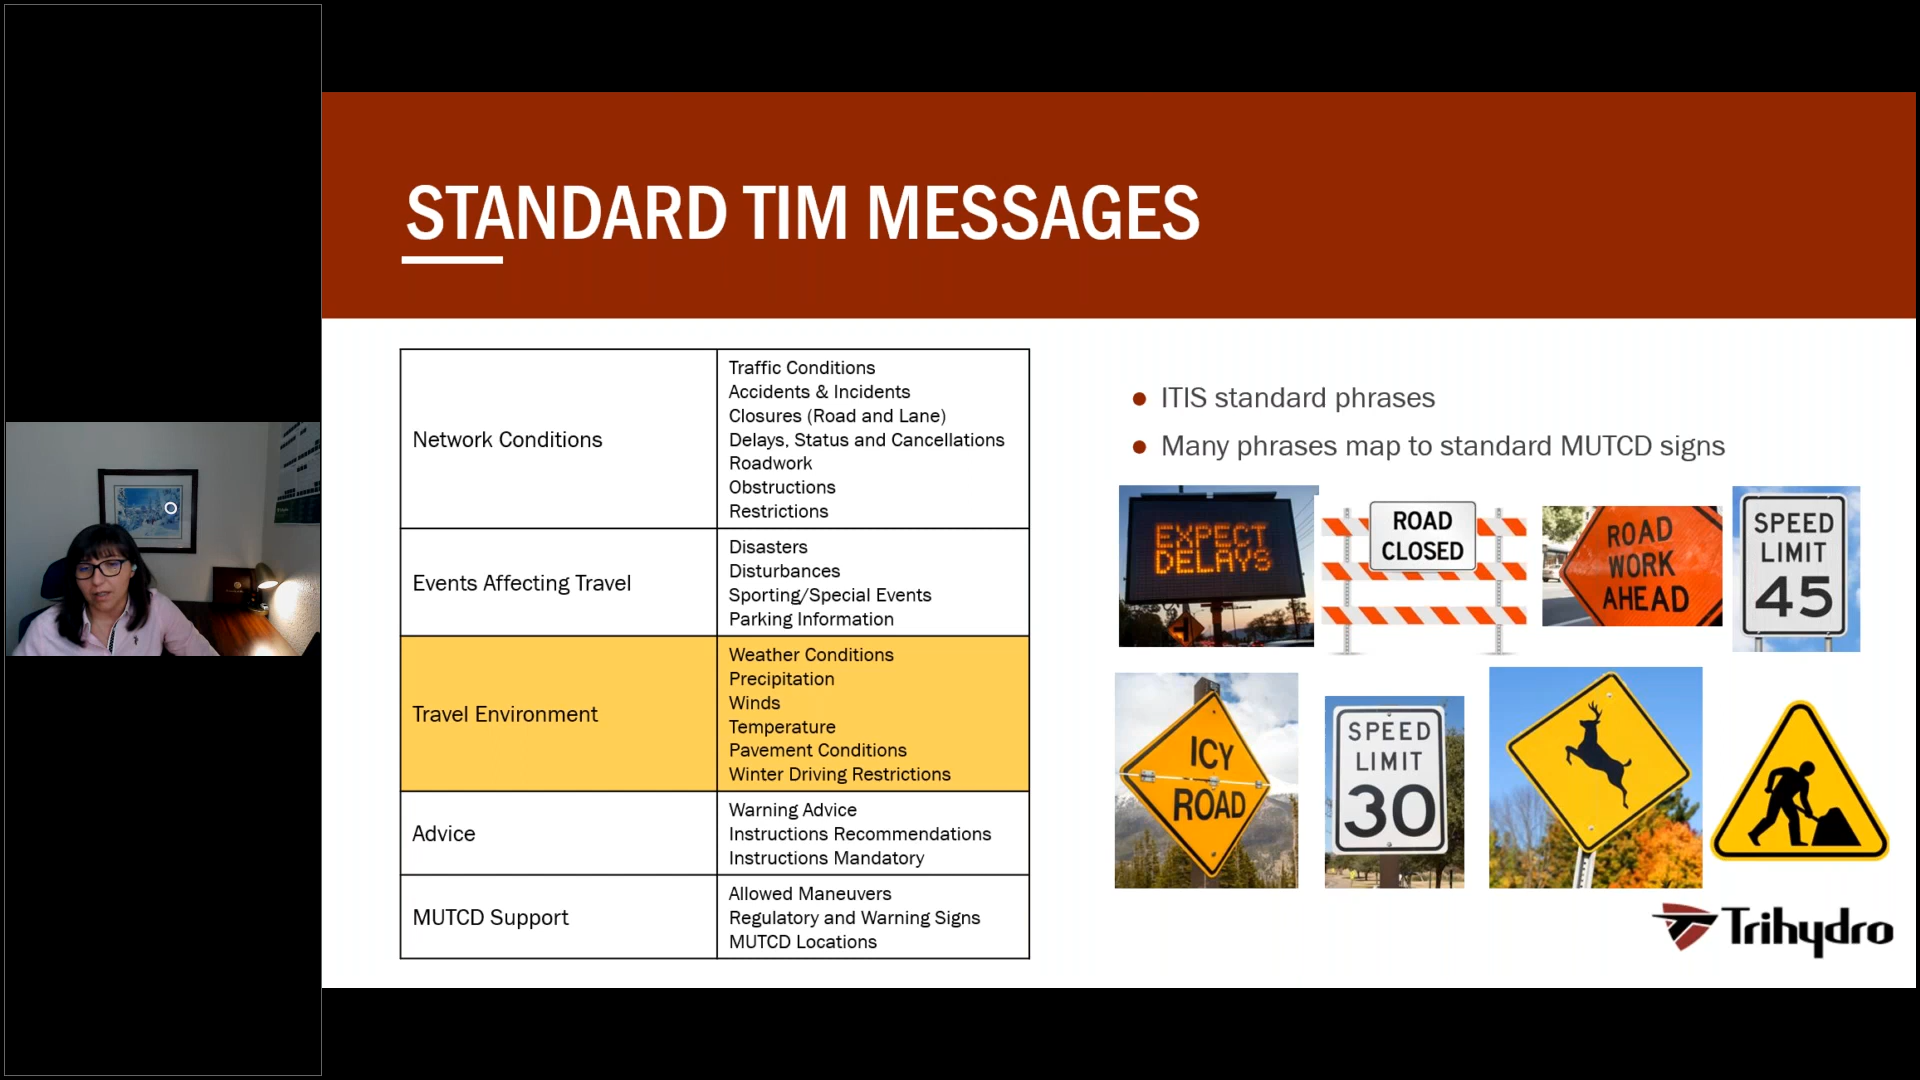 STANDARD TIM MESSAGES
Network Conditions
Traffic Conditions
Accidents & Incidents
Closures (Road and Lane)
Delays, Status and Cancellations
Roadwork
Obstructions
Restrictions
Events Affecting Travel
Disasters
Disturbances
Sporting/Special Events
Parking Information
Travel Environment
Weather Conditions
Precipitation
Winds
Temperature
Pavement Conditions
Winter Driving Restrictions
Advice
Warning Advice
Instructions Recommendations
Instructions Mandatory
MUTCD Support
Allowed Maneuvers
Regulatory and Warning Signs
MUTCD Locations
ITIS standard phrases
Many phrases map to standard MUTCD signs
EXPECT
DELAYS
ROAD
CLOSED
ROAD
WORK
AHEAD
SPEED
LIMIT
45
ICY
ROAD
SPEED
LIMIT
30
Trihydro